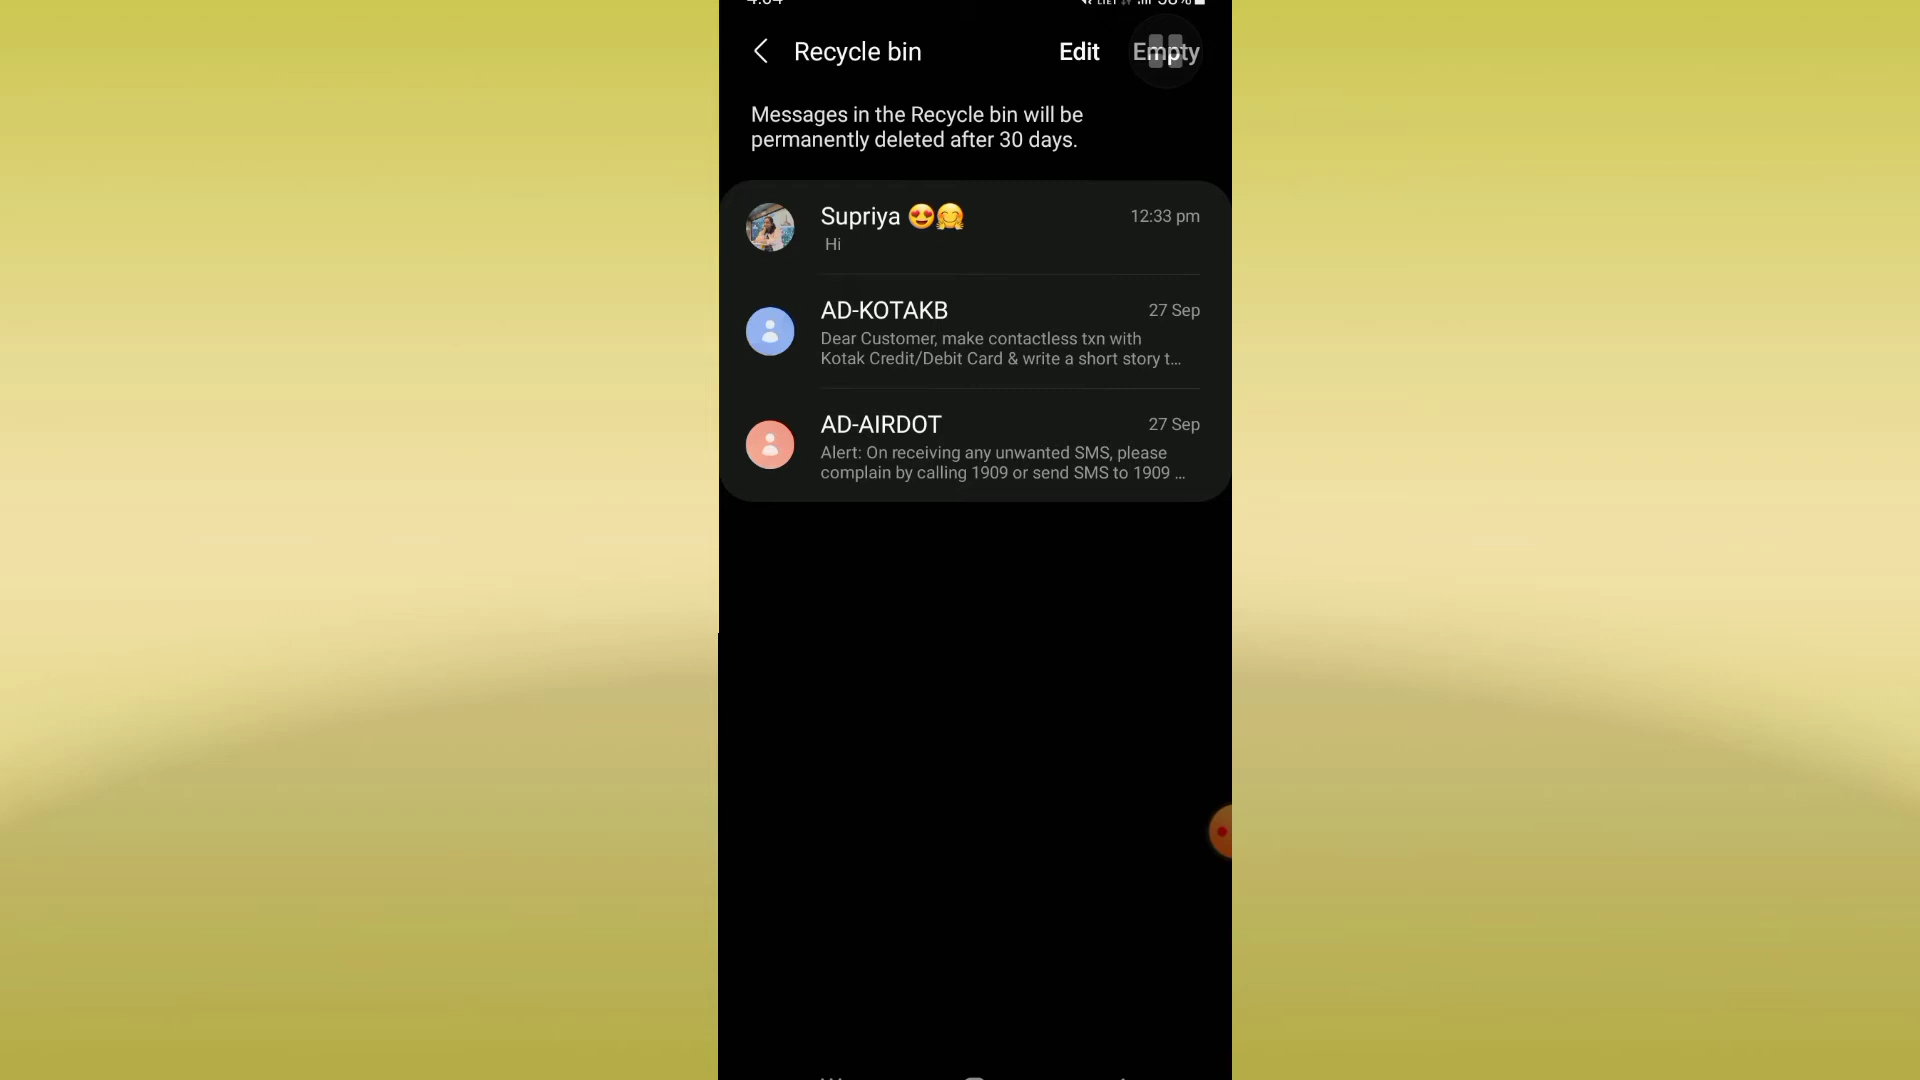 Recycle bin Edit Empty
Messages in the Recycle bin will be
permanently deleted after 30 days.
Supriya 😍🤗 12:33 pm
Hi
AD-KOTAKB 27 Sep
Dear Customer, make contactless txn with
Kotak Credit/Debit Card & write a short story t...
AD-AIRDOT 27 Sep
Alert: On receiving any unwanted SMS, please
complain by calling 1909 or send SMS to 1909 ...